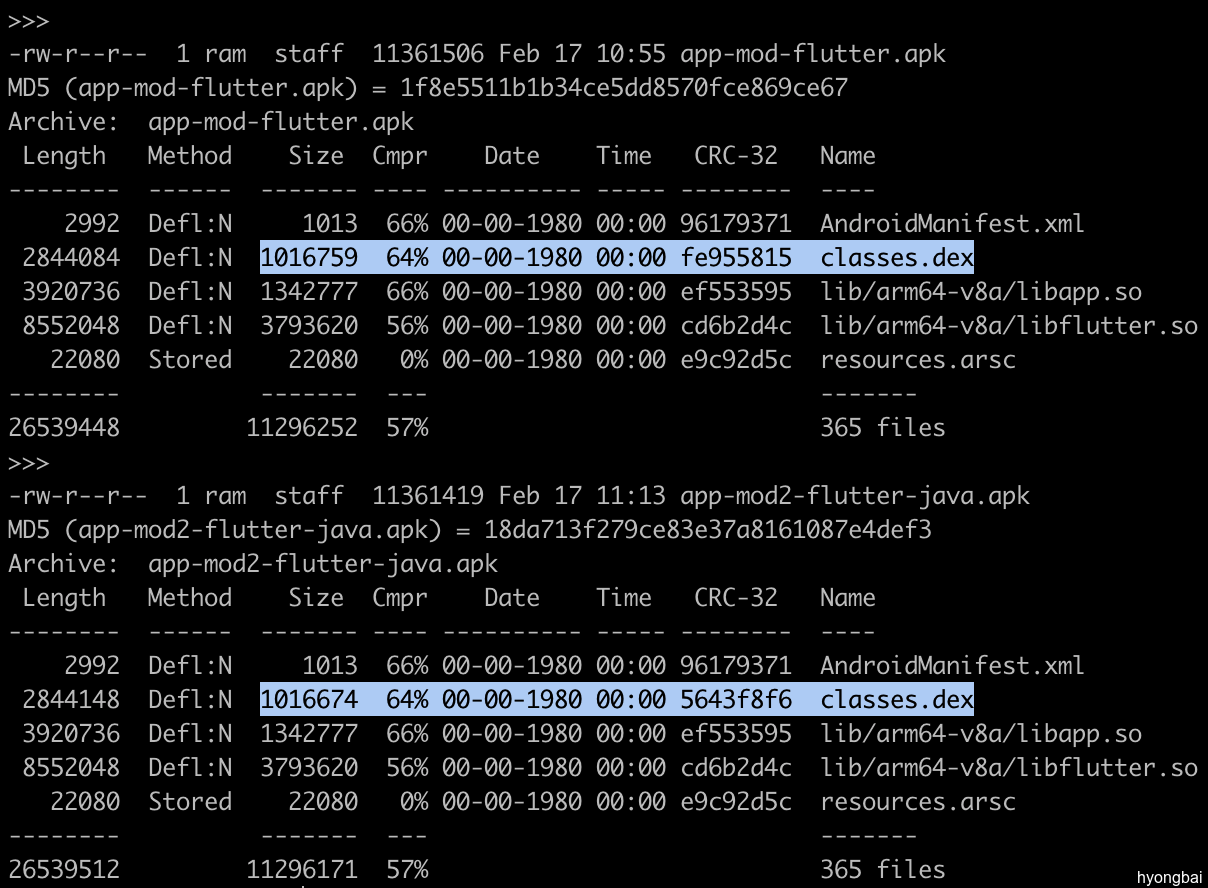 >>>
-rw-r--r--  1 ram  staff  11361506 Feb 17 10:55 app-mod-flutter.apk
MD5 (app-mod-flutter.apk) = 1f8e5511b1b34ce5dd8570fce869ce67
Archive:  app-mod-flutter.apk
 Length   Method    Size  Cmpr    Date    Time   CRC-32   Name
--------  ------  ------- ---- ---------- ----- --------  ----
    2992  Defl:N     1013  66% 00-00-1980 00:00 96179371  AndroidManifest.xml
 2844084  Defl:N  1016759  64% 00-00-1980 00:00 fe955815  classes.dex
 3920736  Defl:N  1342777  66% 00-00-1980 00:00 ef553595  lib/arm64-v8a/libapp.so
 8552048  Defl:N  3793620  56% 00-00-1980 00:00 cd6b2d4c  lib/arm64-v8a/libflutter.so
   22080  Stored    22080   0% 00-00-1980 00:00 e9c92d5c  resources.arsc
--------          -------  ---                            -------
26539448         11296252  57%                            365 files
>>>
-rw-r--r--  1 ram  staff  11361419 Feb 17 11:13 app-mod2-flutter-java.apk
MD5 (app-mod2-flutter-java.apk) = 18da713f279ce83e37a8161087e4def3
Archive:  app-mod2-flutter-java.apk
 Length   Method    Size  Cmpr    Date    Time   CRC-32   Name
--------  ------  ------- ---- ---------- ----- --------  ----
    2992  Defl:N     1013  66% 00-00-1980 00:00 96179371  AndroidManifest.xml
 2844148  Defl:N  1016674  64% 00-00-1980 00:00 5643f8f6  classes.dex
 3920736  Defl:N  1342777  66% 00-00-1980 00:00 ef553595  lib/arm64-v8a/libapp.so
 8552048  Defl:N  3793620  56% 00-00-1980 00:00 cd6b2d4c  lib/arm64-v8a/libflutter.so
   22080  Stored    22080   0% 00-00-1980 00:00 e9c92d5c  resources.arsc
--------          -------  ---                            -------
26539512         11296171  57%                            365 files
hyongbai